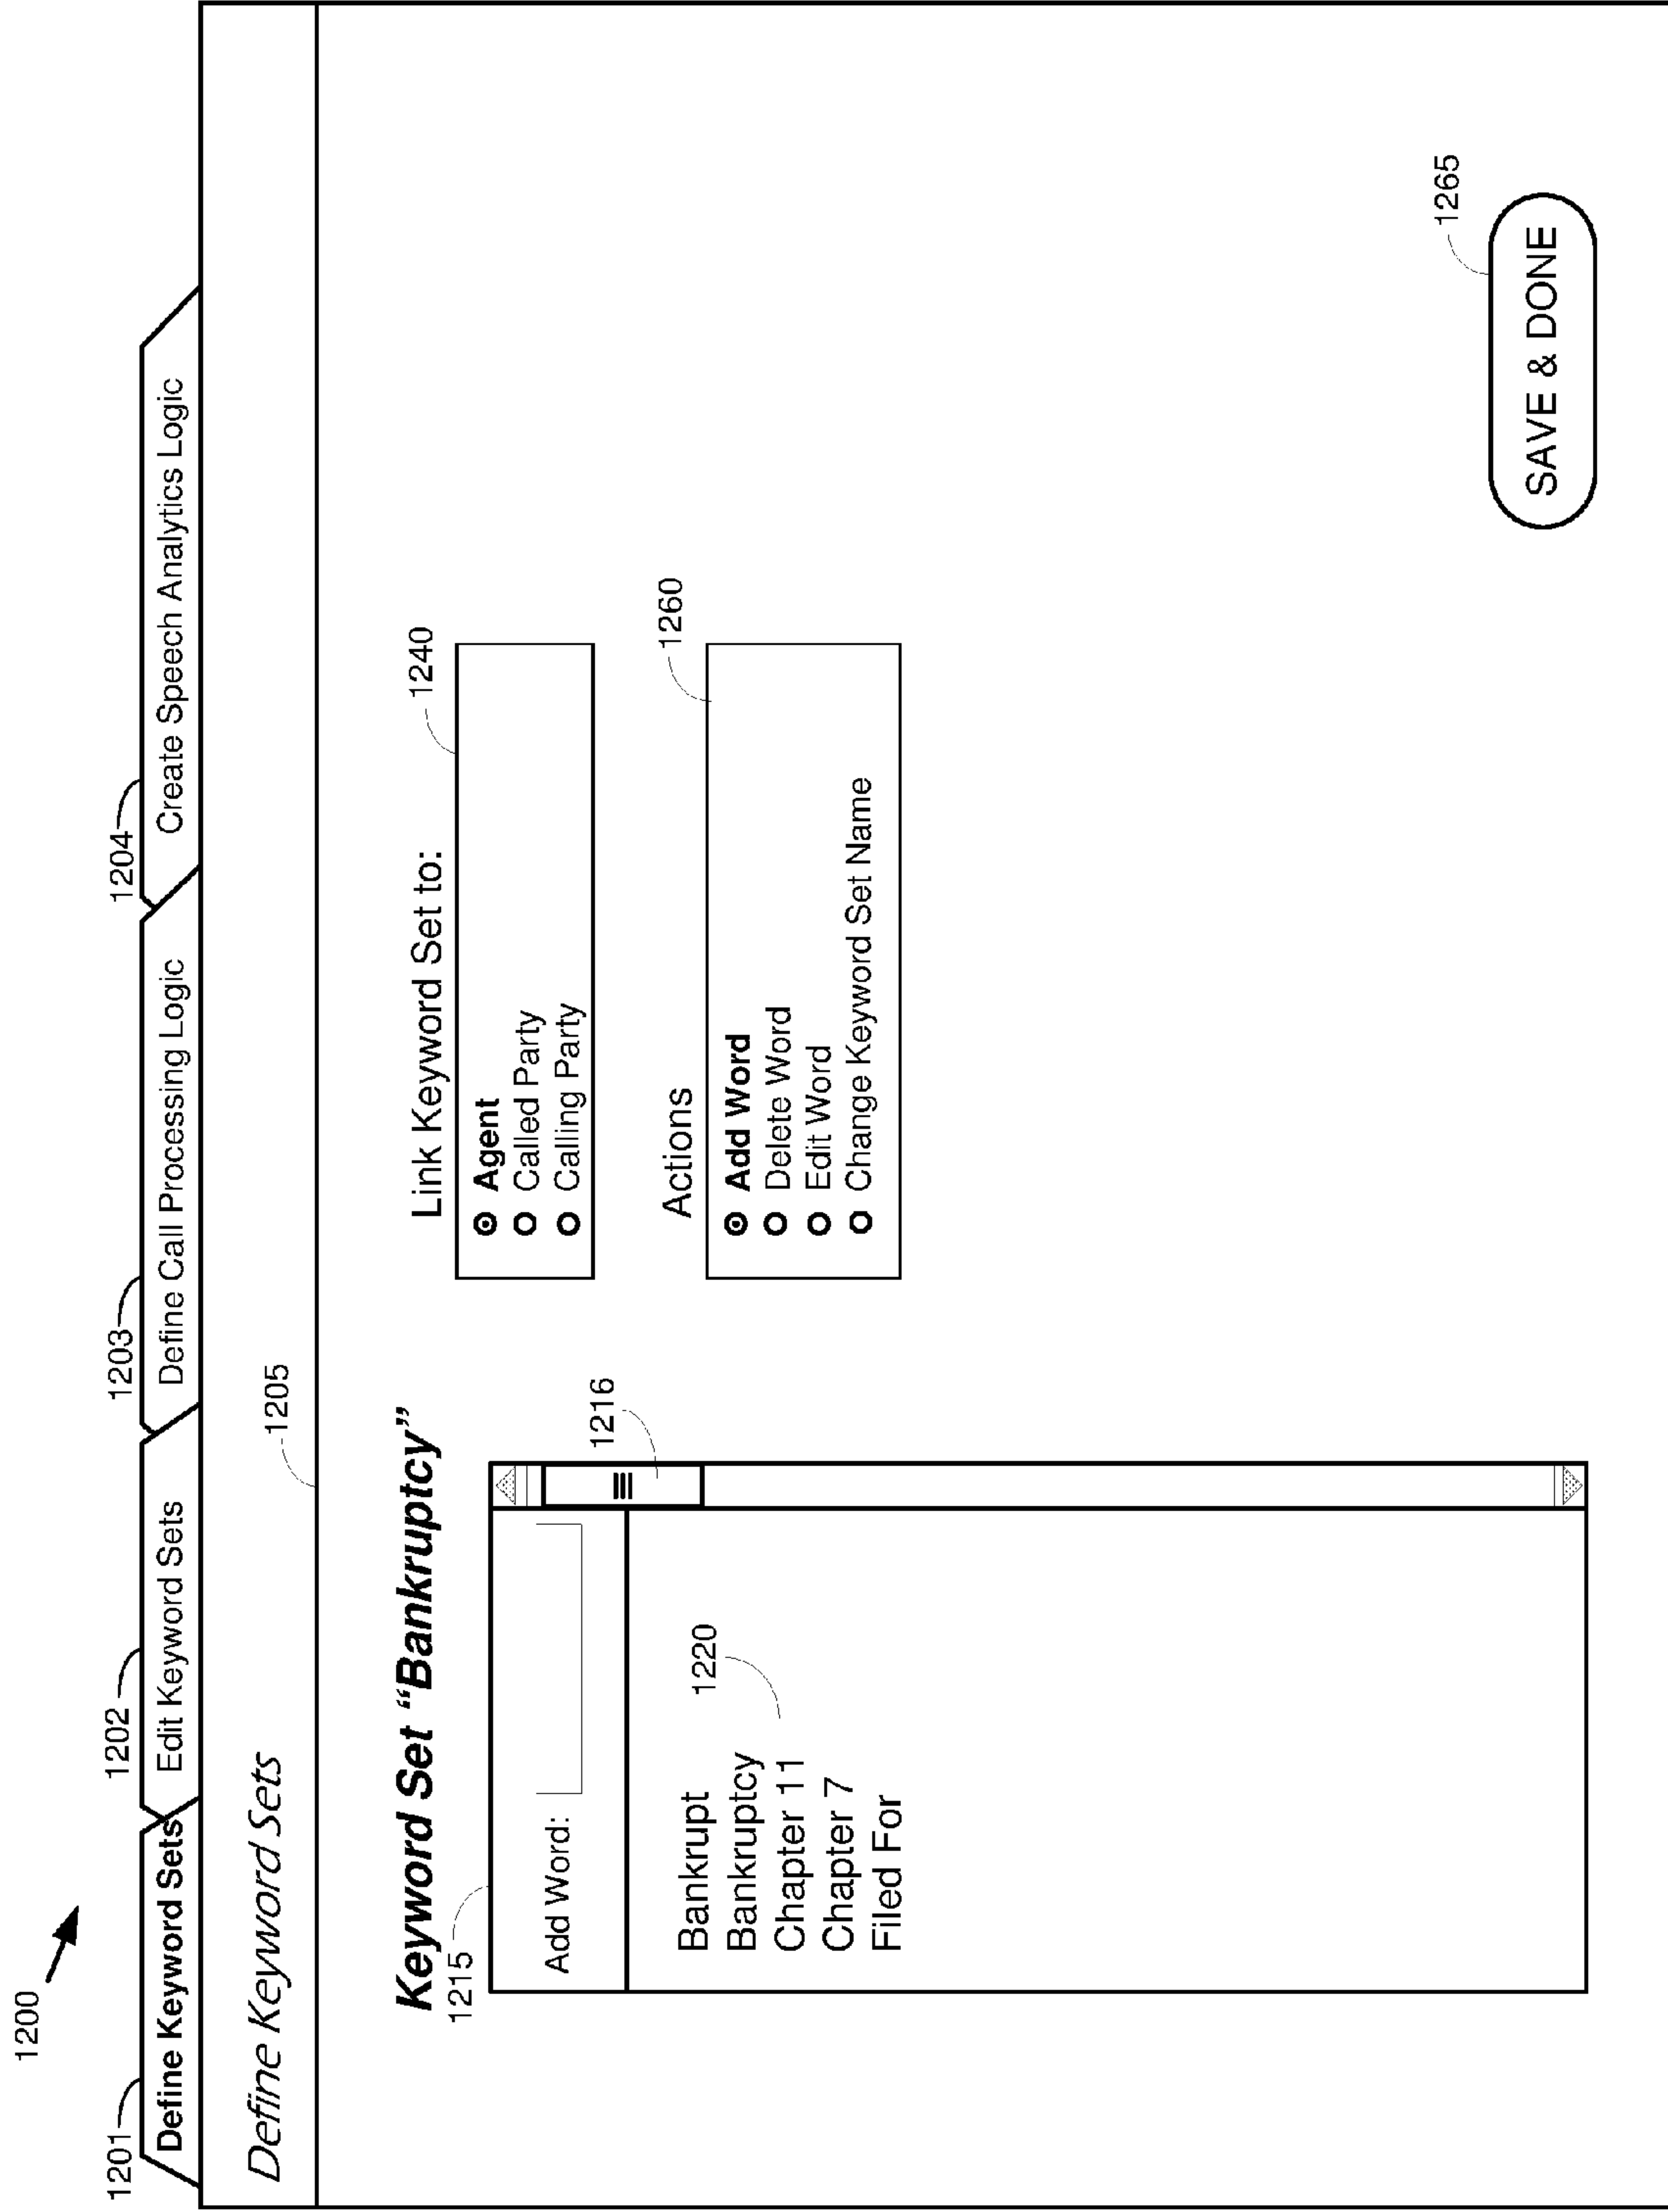 1200
1201
1202
1203
1204
Define Keyword Sets
Edit Keyword Sets
Define Call Processing Logic
Create Speech Analytics Logic
Define Keyword Sets
1205
Keyword Set “Bankruptcy”
1215
Add Word:
1216
1220
Bankrupt
Bankruptcy
Chapter 11
Chapter 7
Filed For
Link Keyword Set to:
1240
Agent
Called Party
Calling Party
Actions
1260
Add Word
Delete Word
Edit Word
Change Keyword Set Name
1265
SAVE & DONE